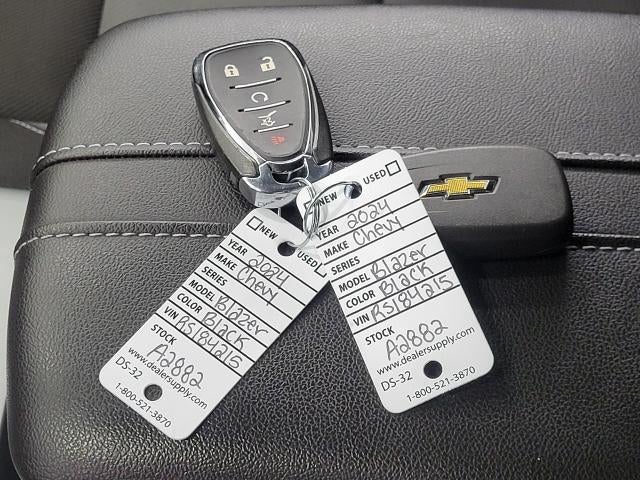 NEW USED
YEAR 2024
MAKE Chevy
SERIES
MODEL Blazer
COLOR Black
VIN RS184215
STOCK
A2882
www.dealersupply.com
DS-32
1-800-521-3870
NEW USED
YEAR 2024
MAKE Chevy
SERIES
MODEL Blazer
COLOR Black
VIN RS184215
STOCK
A2882
www.dealersupply.com
DS-32
1-800-521-3870